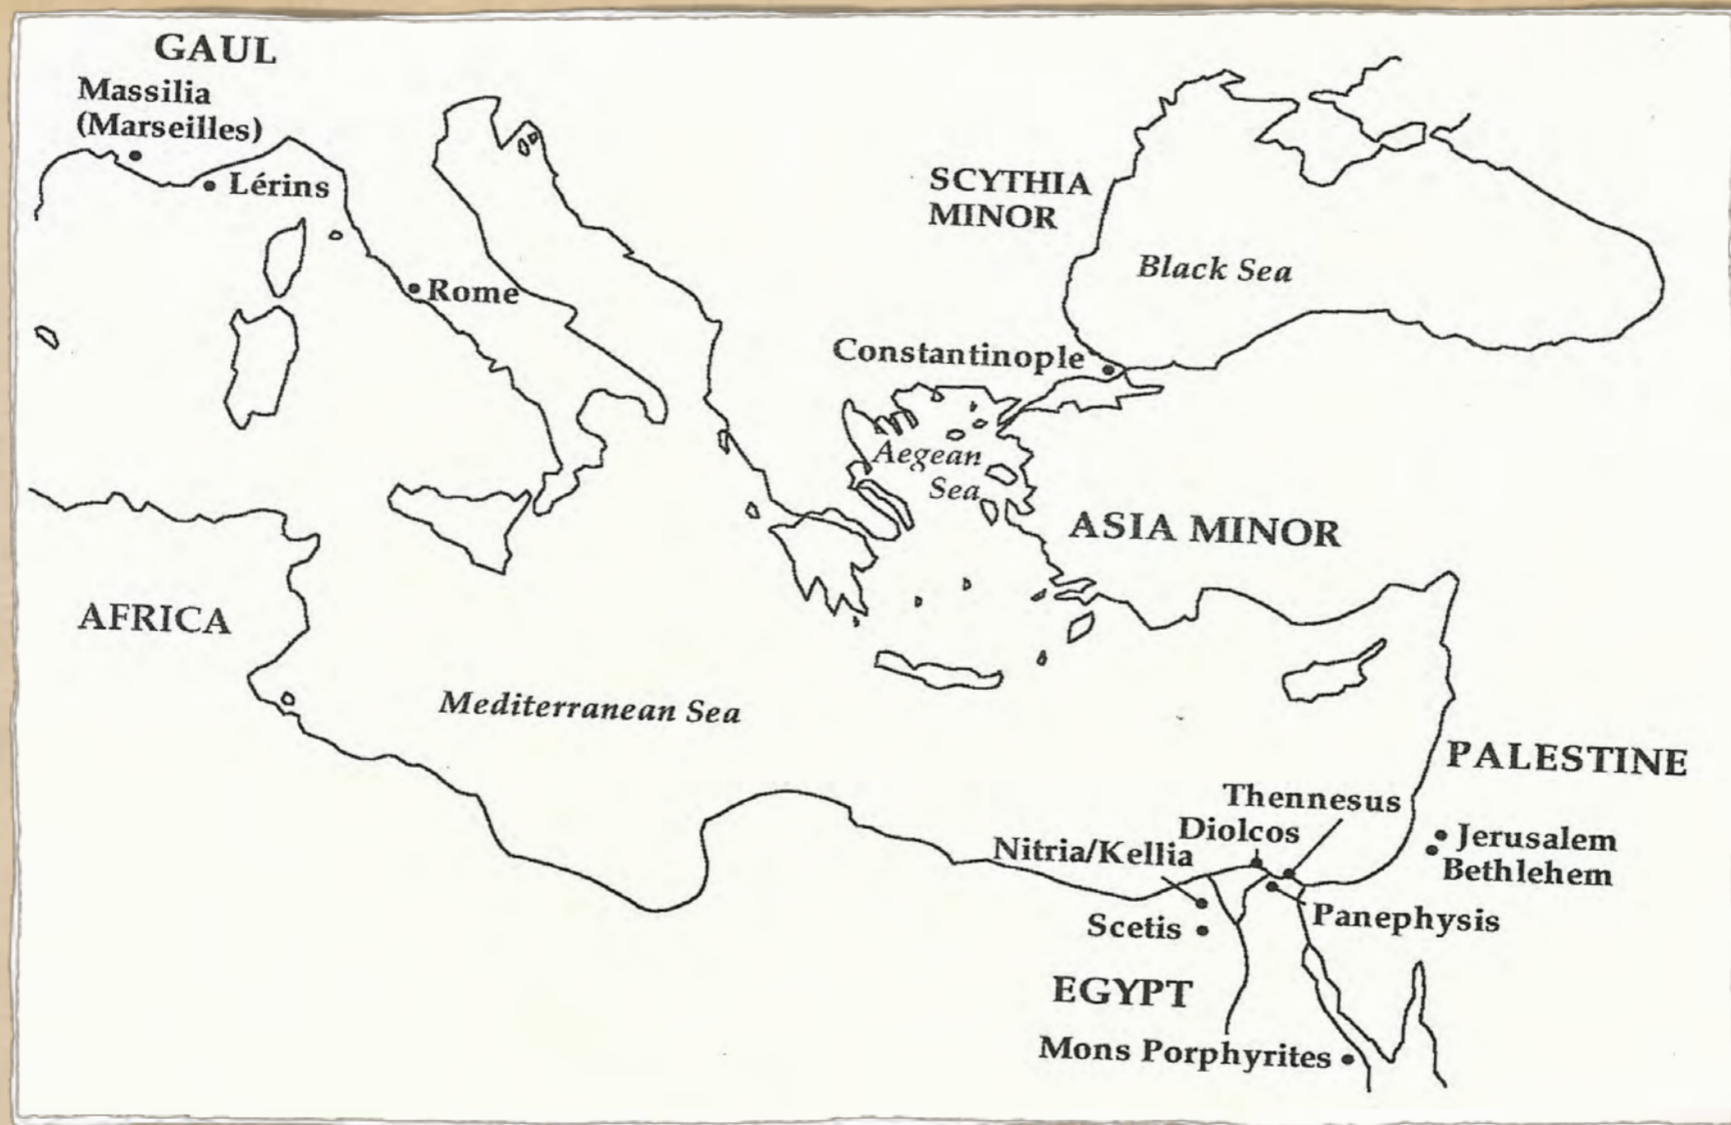 GAUL
Massilia
(Marseilles)
Lérins
Rome
SCYTHIA
MINOR
Black Sea
Constantinople
Aegean
Sea
ASIA MINOR
AFRICA
Mediterranean Sea
PALESTINE
Thennesus
Diolcos
Nitria/Kellia
Jerusalem
Bethlehem
Scetis
Panephysis
EGYPT
Mons Porphyrites